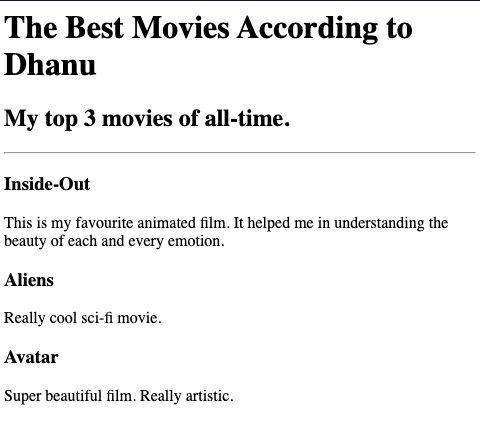 The Best Movies According to
Dhanu
My top 3 movies of all-time.
Inside-Out
This is my favourite animated film. It helped me in understanding the
beauty of each and every emotion.
Aliens
Really cool sci-fi movie.
Avatar
Super beautiful film. Really artistic.